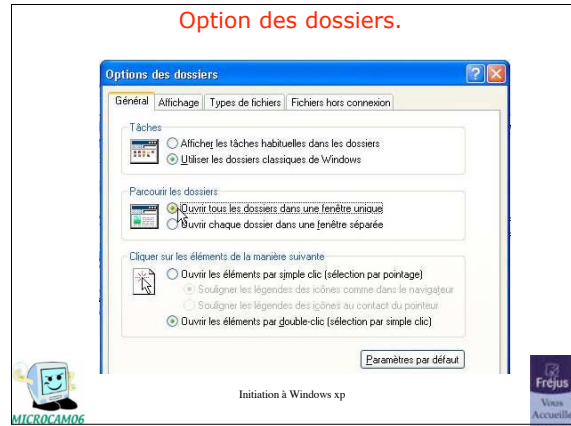 Option des dossiers.
Options des dossiers
Général Affichage Types de fichiers Fichiers hors connexion
Tâches
Afficher les tâches habituelles dans les dossiers
Utiliser les dossiers classiques de Windows
Parcourir les dossiers
Ouvrir tous les dossiers dans une fenêtre unique
Ouvrir chaque dossier dans une fenêtre séparée
Cliquer sur les éléments de la manière suivante
Ouvrir les éléments par simple clic (sélection par pointage)
Souligner les légendes des icônes comme dans le navigateur
Souligner les légendes des icônes au contact du pointeur
Ouvrir les éléments par double-clic (sélection par simple clic)
Paramètres par défaut
Initiation à Windows xp
MICROCAM06
Fréjus
Vous
Accueille